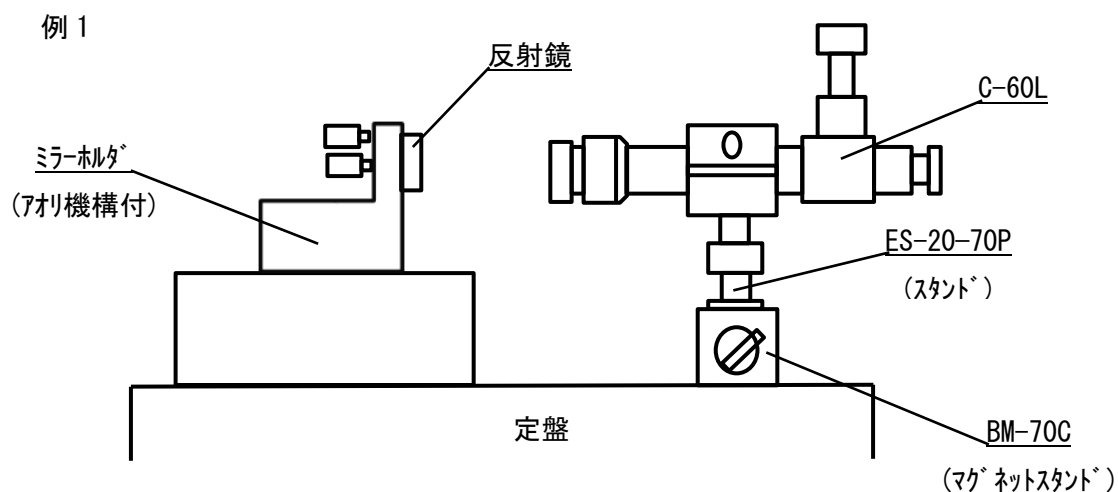 例１
反射鏡
C-60L
ﾐﾗｰﾎﾙﾀﾞ
(ｱｵﾘ機構付)
ES-20-70P
(ｽﾀﾝﾄﾞ)
定盤
BM-70C
(ﾏｸﾞﾈｯﾄｽﾀﾝﾄﾞ)